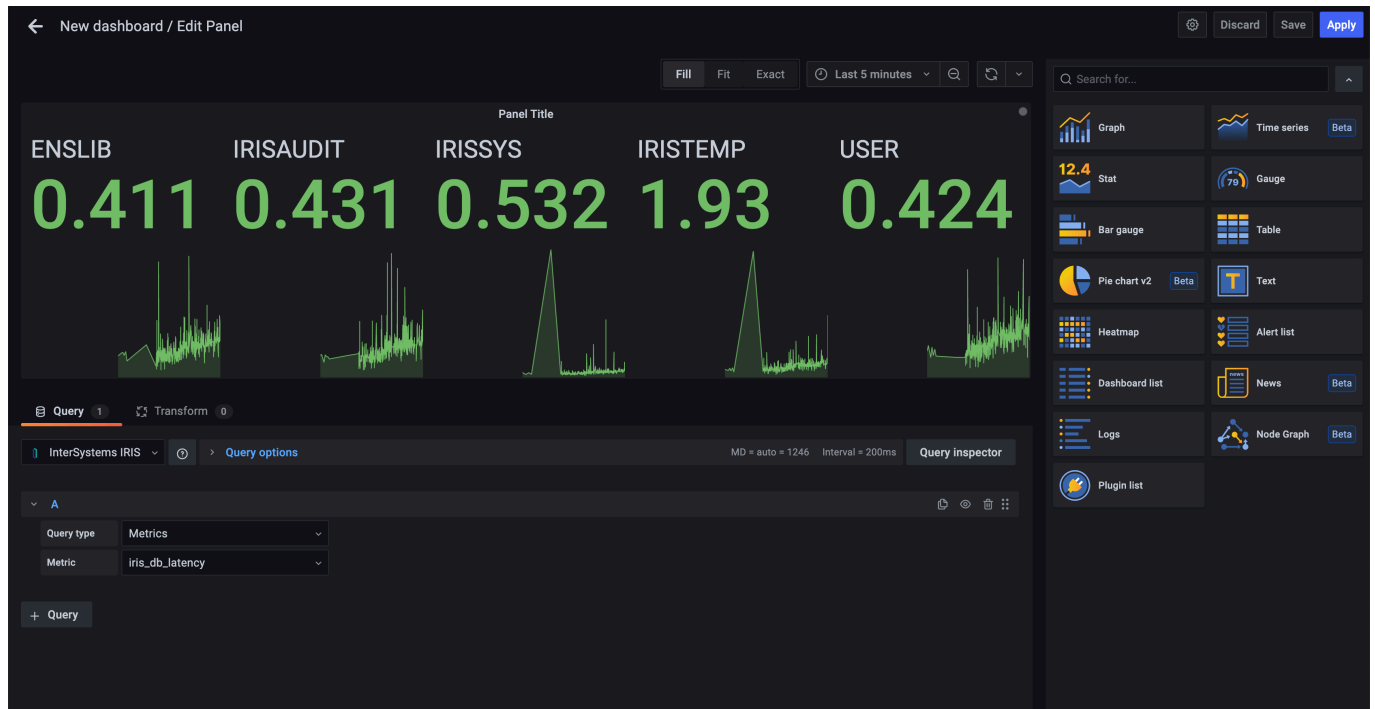 New dashboard / Edit Panel
Discard Save Apply
Fill Fit Exact Last 5 minutes
Search for...
Panel Title
ENSLIB IRISAUDIT IRISSYS IRISTEMP USER
0.411 0.431 0.532 1.93 0.424
Graph
Time series Beta
12.4 Stat
79 Gauge
Bar gauge
Table
Pie chart v2 Beta
T Text
Heatmap
Alert list
Dashboard list
news News Beta
Logs
Node Graph Beta
Plugin list
Query 1 Transform 0
InterSystems IRIS ? > Query options MD = auto = 1246 Interval = 200ms Query inspector
A
Query type Metrics
Metric iris_db_latency
+ Query